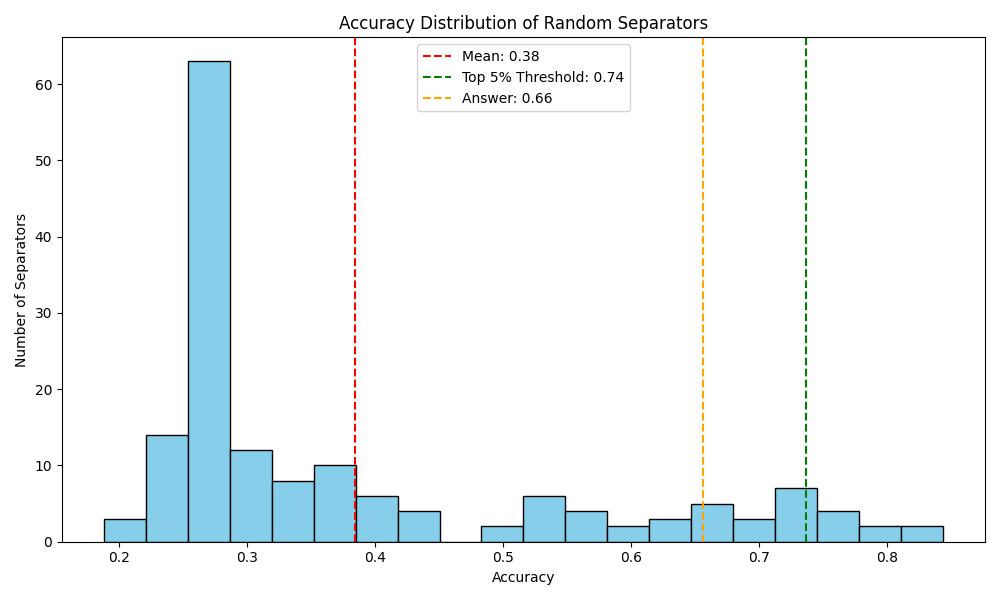 Accuracy Distribution of Random Separators
Mean: 0.38
Top 5% Threshold: 0.74
Answer: 0.66
Number of Separators
60
50
40
30
20
10
0
0.2 0.3 0.4 0.5 0.6 0.7 0.8
Accuracy